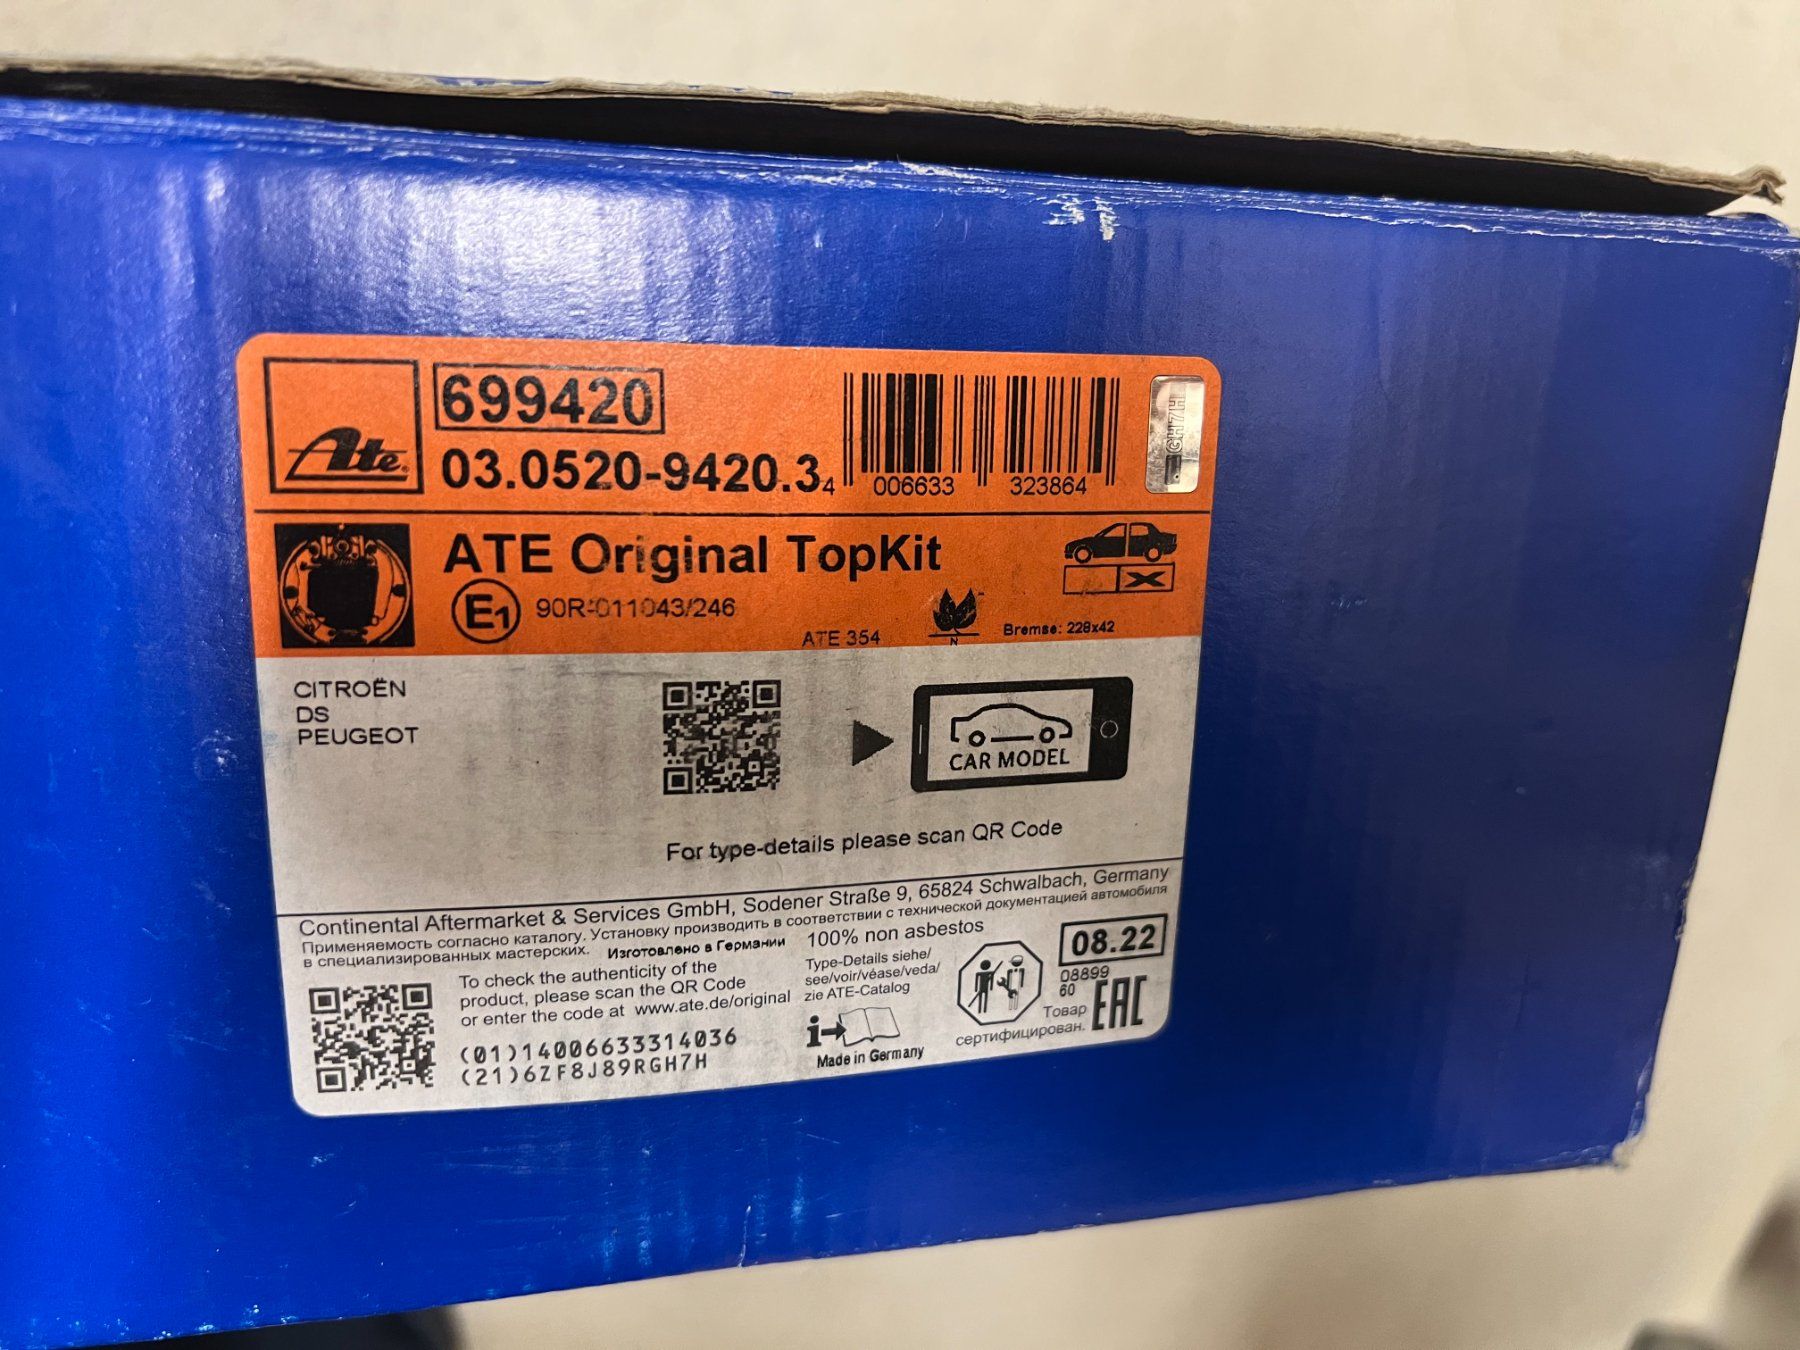 Ate®
699420
03.0520-9420.3
4 006633 323864
GH7H
ATE Original TopKit
E1 90R-011043/246
ATE 354
N
Bremse: 228x42
X
CITROËN
DS
PEUGEOT
CAR MODEL
For type-details please scan QR Code
Continental Aftermarket & Services GmbH, Sodener Straße 9, 65824 Schwalbach, Germany
Применяемость согласно каталогу. Установку производить в соответствии с технической документацией автомобиля
в специализированных мастерских. Изготовлено в Германии
100% non asbestos
To check the authenticity of the
product, please scan the QR Code
or enter the code at www.ate.de/original
(01)14006633314036
(21)6ZF8J89RGH7H
Type-Details siehe/
see/voir/véase/veda/
zie ATE-Catalog
i
Made in Germany
08.22
08899
60
EAC
Товар
сертифицирован.